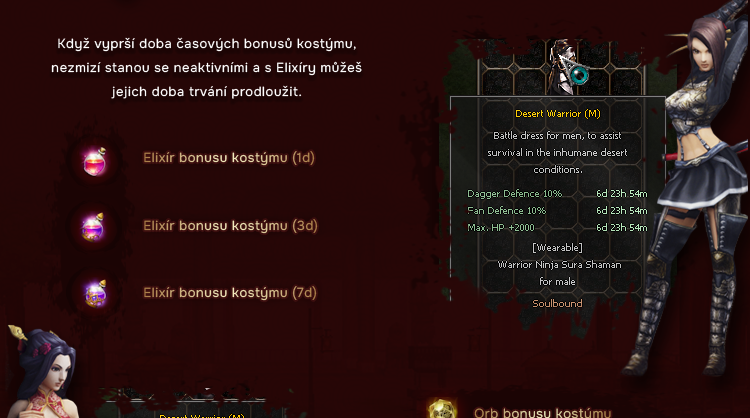 Když vyprší doba časových bonusů kostýmu,
nezmizí stanou se neaktivními a s Elixíry můžeš
jejich doba trvání prodloužit.
Elixír bonusu kostýmu (1d)
Elixír bonusu kostýmu (3d)
Elixír bonusu kostýmu (7d)
Desert Warrior (M)
Battle dress for men, to assist
survival in the inhumane desert
conditions.
Dagger Defence 10% 6d 23h 54m
Fan Defence 10% 6d 23h 54m
Max. HP +2000 6d 23h 54m
[Wearable]
Warrior Ninja Sura Shaman
for male
Soulbound
Desert Warrior (M)
Orb bonusu kostýmu